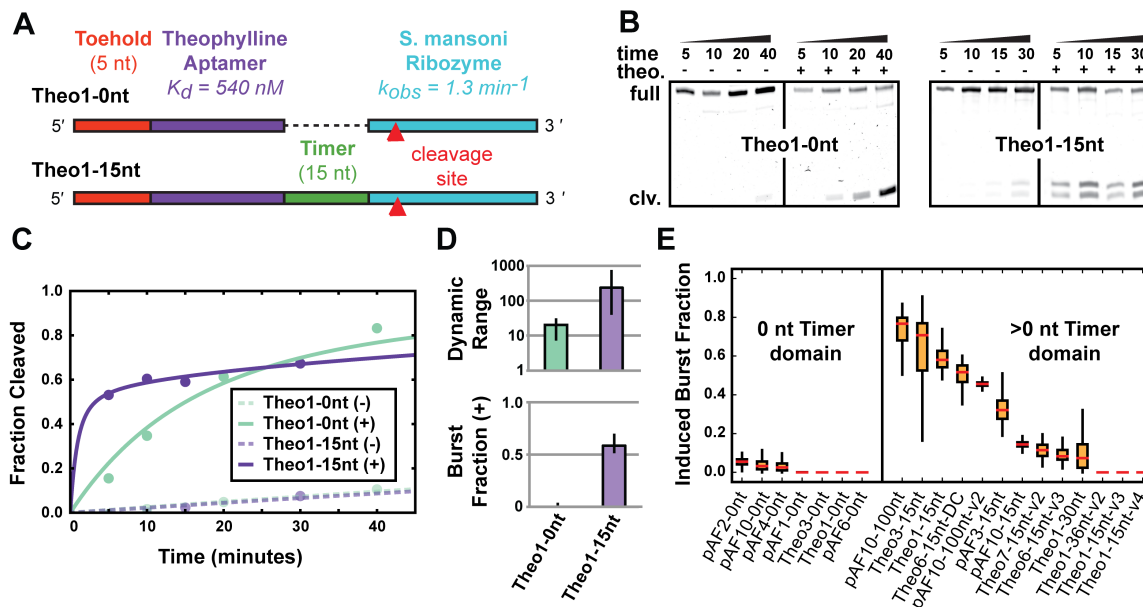 A
Toehold
(5 nt)
Theophylline
Aptamer
K_d = 540 nM
S. mansoni
Ribozyme
k_obs = 1.3 min⁻¹
Theo1-0nt
5′ 3 ′
Theo1-15nt
Timer
(15 nt)
cleavage
site
5′ 3 ′
B
time 5 10 20 40 5 10 20 40 5 10 15 30 5 10 15 30
theo. - - - - + + + + - - - - + + + +
full
Theo1-0nt Theo1-15nt
clv.
C
Fraction Cleaved
1.0
0.8
0.6
0.4
0.2
0.0
0 10 20 30 40
Time (minutes)
Theo1-0nt (-)
Theo1-0nt (+)
Theo1-15nt (-)
Theo1-15nt (+)
D
Dynamic
Range
1000
100
10
1
Burst
Fraction (+)
1.0
0.5
0
Theo1-0nt
Theo1-15nt
E
Induced Burst Fraction
1.0
0.8
0.6
0.4
0.2
0.0
0 nt Timer
domain
>0 nt Timer
domain
pAF2-0nt
pAF10-0nt
pAF4-0nt
pAF1-0nt
Theo3-0nt
Theo1-0nt
pAF6-0nt
pAF10-100nt
Theo3-15nt
Theo1-15nt
Theo6-15nt-DC
pAF10-100nt-v2
pAF3-15nt
pAF10-15nt
Theo7-15nt-v2
Theo6-15nt-v3
Theo1-30nt
Theo1-36nt-v2
Theo1-15nt-v3
Theo1-15nt-v4